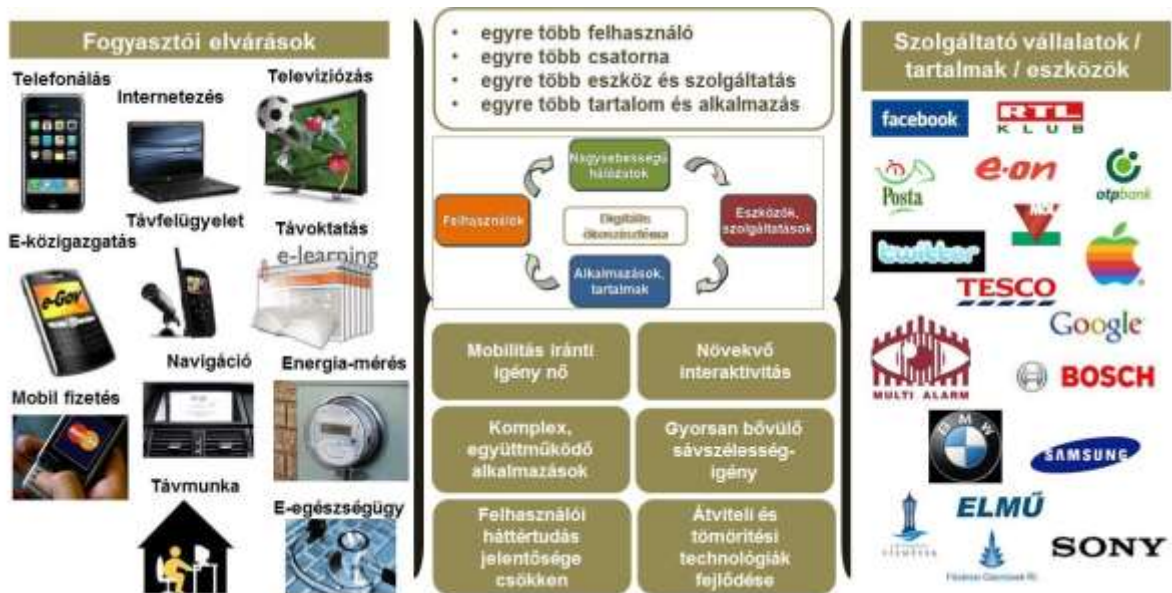 Fogyasztói elvárások
Telefonálás
Internetezés
Televíziózás
E-közigazgatás
Távfelügyelet
Távoktatás
e-learning
e-Gov
Navigáció
Energia-mérés
Mobil fizetés
Távmunka
E-egészségügy
• egyre több felhasználó
• egyre több csatorna
• egyre több eszköz és szolgáltatás
• egyre több tartalom és alkalmazás
Nagysebességű
hálózatok
Felhasználók
Digitális
ökoszisztéma
Eszközök,
szolgáltatások
Alkalmazások,
tartalmak
Mobilitás iránti
igény nő
Növekvő
interaktivitás
Komplex,
együttműködő
alkalmazások
Gyorsan bővülő
sávszélesség-
igény
Felhasználói
háttértudás
jelentősége
csökken
Átviteli és
tömörítési
technológiák
fejlődése
Szolgáltató vállalatok /
tartalmak / eszközök
facebook
RTL
KLUB
Posta
e·on
otpbank
MOL
twitter
TESCO
Google
MULTI ALARM
BOSCH
BMW
SAMSUNG
ELMŰ
SONY